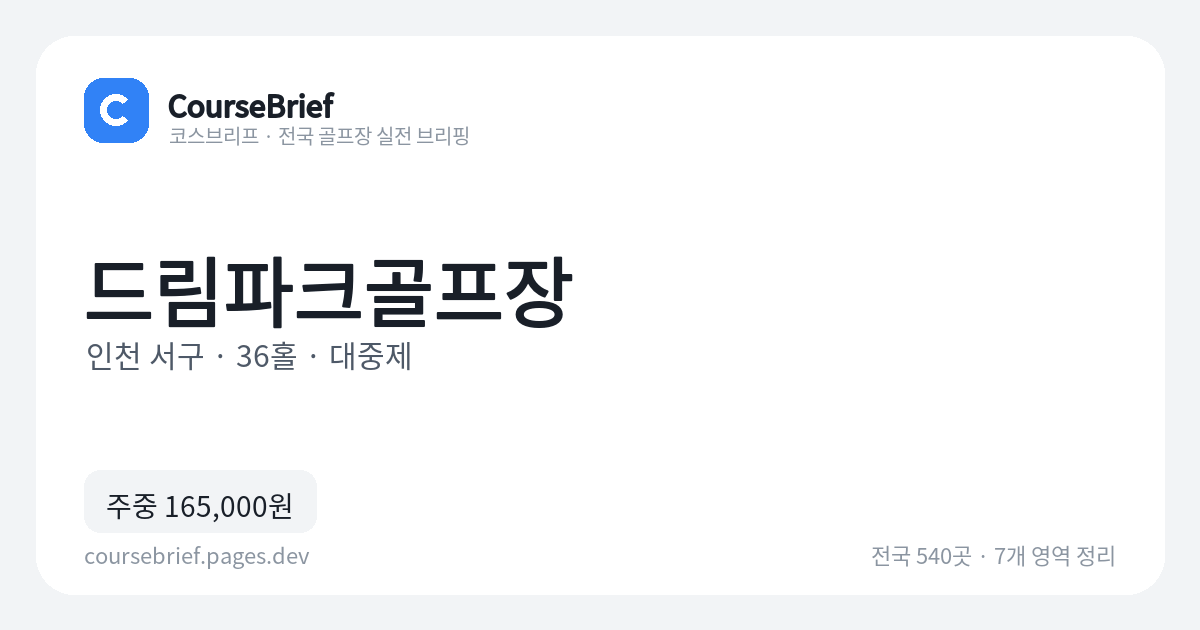 C
CourseBrief
코스브리프 · 전국 골프장 실전 브리핑
드림파크골프장
인천 서구 · 36홀 · 대중제
주중 165,000원
coursebrief.pages.dev
전국 540곳 · 7개 영역 정리